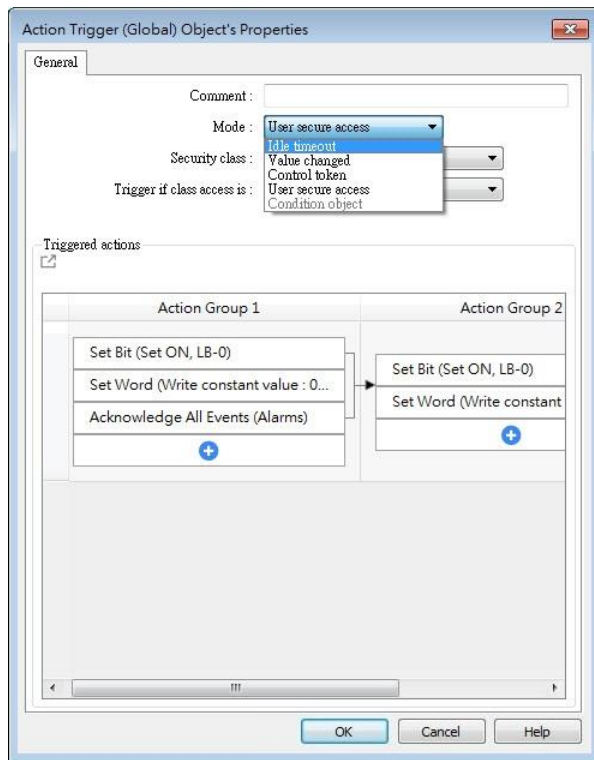 Action Trigger (Global) Object's Properties
General
Comment :
Mode : User secure access
Idle timeout
Value changed
Control token
User secure access
Condition object
Security class :
Trigger if class access is :
Triggered actions
Action Group 1
Action Group 2
Set Bit (Set ON, LB-0)
Set Word (Write constant value : 0...
Acknowledge All Events (Alarms)
Set Bit (Set ON, LB-0)
Set Word (Write constant
OK
Cancel
Help